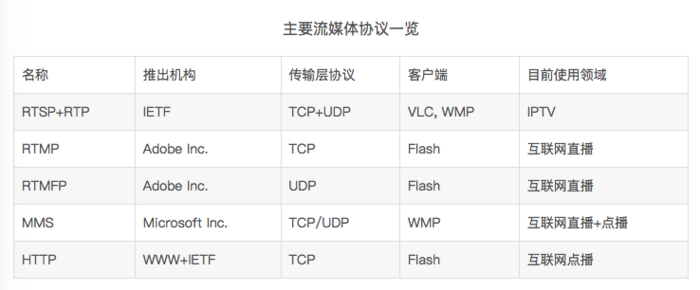 主要流媒体协议一览
名称 推出机构 传输层协议 客户端 目前使用领域
RTSP+RTP IETF TCP+UDP VLC, WMP IPTV
RTMP Adobe Inc. TCP Flash 互联网直播
RTMFP Adobe Inc. UDP Flash 互联网直播
MMS Microsoft Inc. TCP/UDP WMP 互联网直播+点播
HTTP WWW+IETF TCP Flash 互联网点播